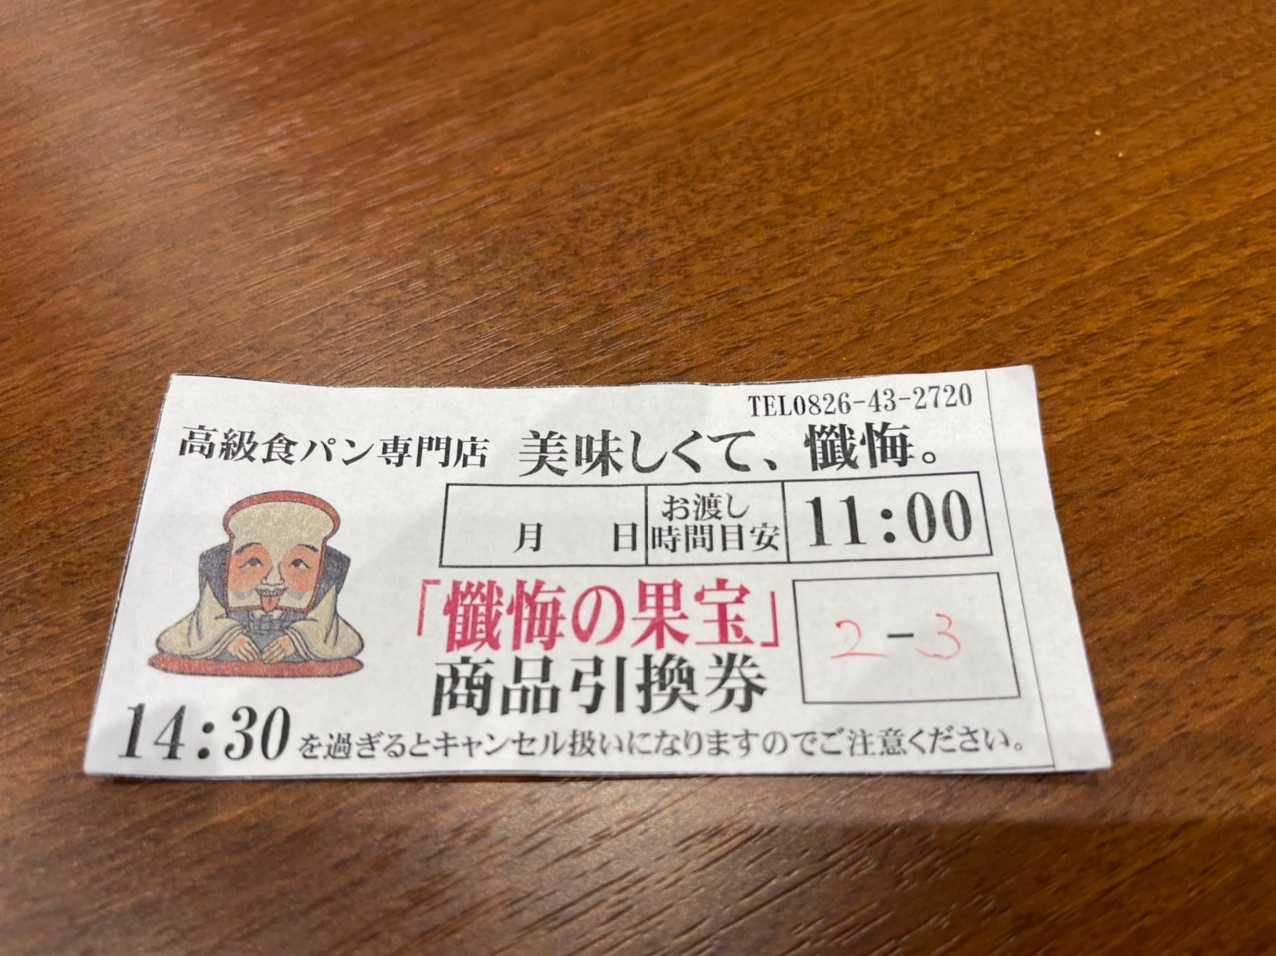 TEL0826-43-2720
高級食パン専門店 美味しくて、懺悔。
月 日 お渡し時間目安 11:00
「懺悔の果宝」
商品引換券
2-3
14:30を過ぎるとキャンセル扱いになりますのでご注意ください。